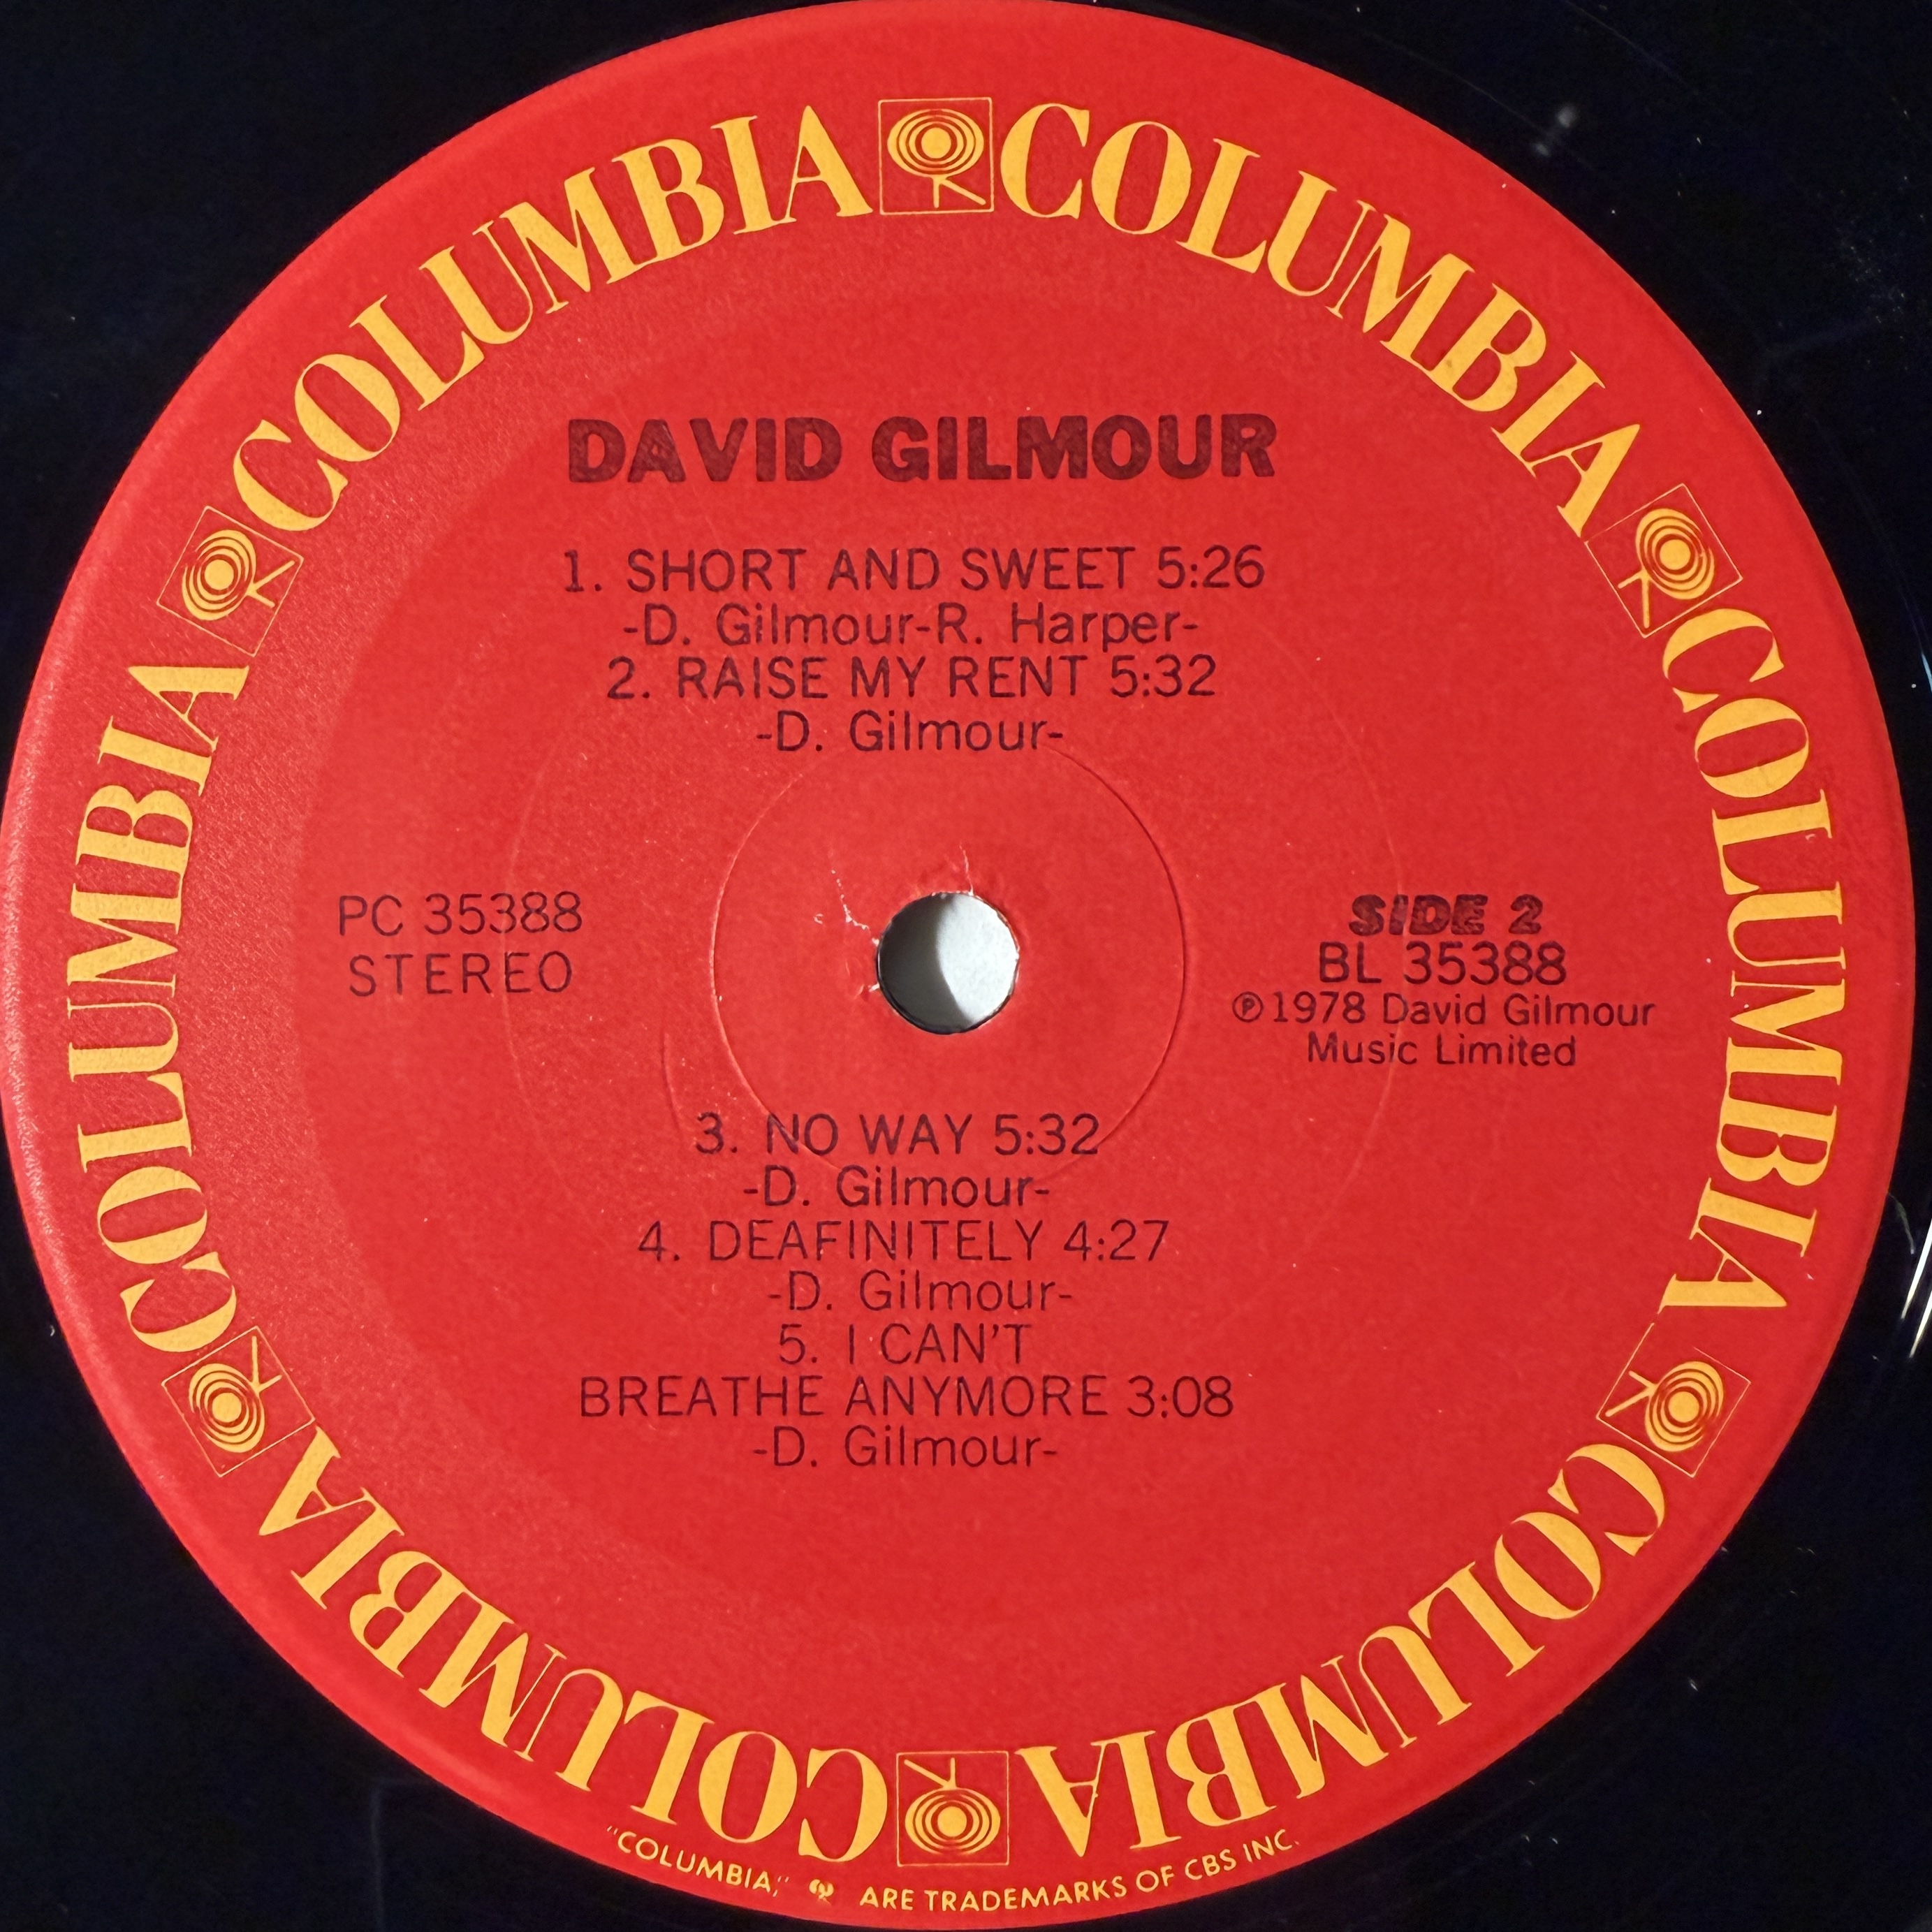 COLUMBIA COLUMBIA COLUMBIA COLUMBIA COLUMBIA COLUMBIA
DAVID GILMOUR
1. SHORT AND SWEET 5:26
-D. Gilmour-R. Harper-
2. RAISE MY RENT 5:32
-D. Gilmour-
PC 35388
STEREO
SIDE 2
BL 35388
℗1978 David Gilmour
Music Limited
3. NO WAY 5:32
-D. Gilmour-
4. DEAFINITELY 4:27
-D. Gilmour-
5. I CAN'T
BREATHE ANYMORE 3:08
-D. Gilmour-
"COLUMBIA," ARE TRADEMARKS OF CBS INC.